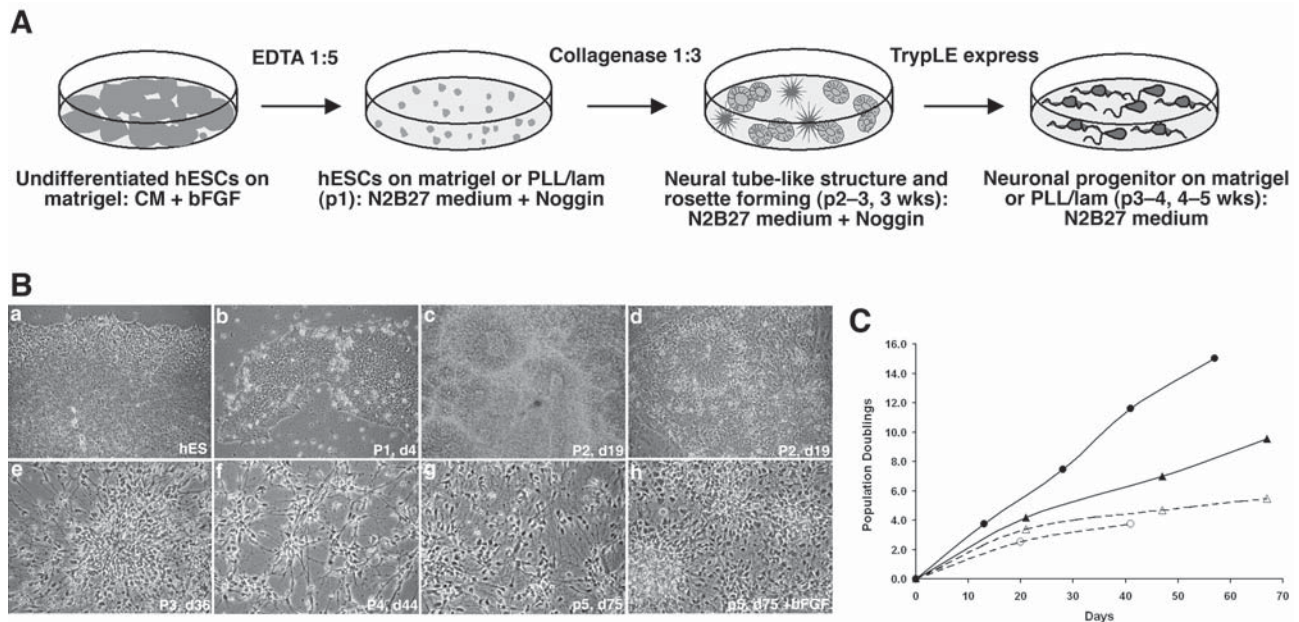 A
EDTA 1:5
Collagenase 1:3
TrypLE express
Undifferentiated hESCs on
matrigel: CM + bFGF
hESCs on matrigel or PLL/lam
(p1): N2B27 medium + Noggin
Neural tube-like structure and
rosette forming (p2–3, 3 wks):
N2B27 medium + Noggin
Neuronal progenitor on matrigel
or PLL/lam (p3–4, 4–5 wks):
N2B27 medium
B
a
hES
b
P1, d4
c
P2, d19
d
P2, d19
e
P3, d36
f
P4, d44
g
p5, d75
h
p5, d75 +bFGF
C
Population Doublings
16.0
14.0
12.0
10.0
8.0
6.0
4.0
2.0
0.0
0 10 20 30 40 50 60 70
Days